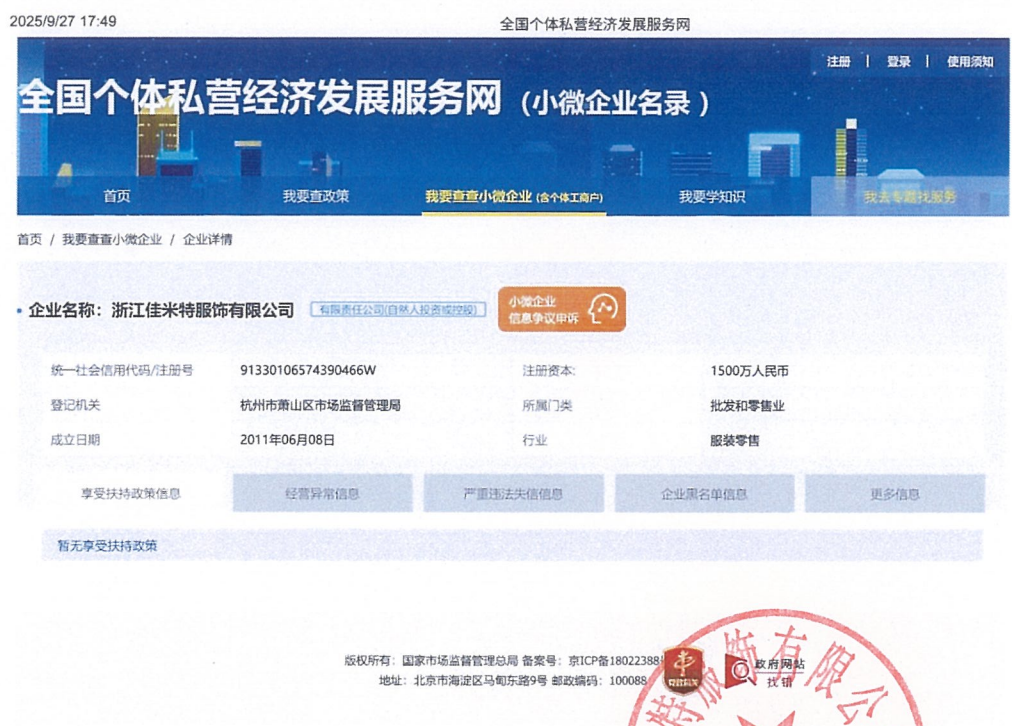 2025/9/27 17:49 全国个体私营经济发展服务网
注册 | 登录 | 使用须知
全国个体私营经济发展服务网（小微企业名录）
首页 我要查政策 我要查查小微企业(含个体工商户) 我要学知识 我去专题找服务
首页 / 我要查查小微企业 / 企业详情
企业名称：浙江佳米特服饰有限公司 有限责任公司(自然人投资或控股) 小微企业
信息争议申诉
统一社会信用代码/注册号 91330106574390466W 注册资本: 1500万人民币
登记机关 杭州市萧山区市场监督管理局 所属门类 批发和零售业
成立日期 2011年06月08日 行业 服装零售
享受扶持政策信息 经营异常信息 严重违法失信信息 企业黑名单信息 更多信息
暂无享受扶持政策
版权所有：国家市场监督管理总局 备案号：京ICP备18022388
地址：北京市海淀区马甸东路9号 邮政编码：100088
党政机关
政府网站
找错
特服饰有限公